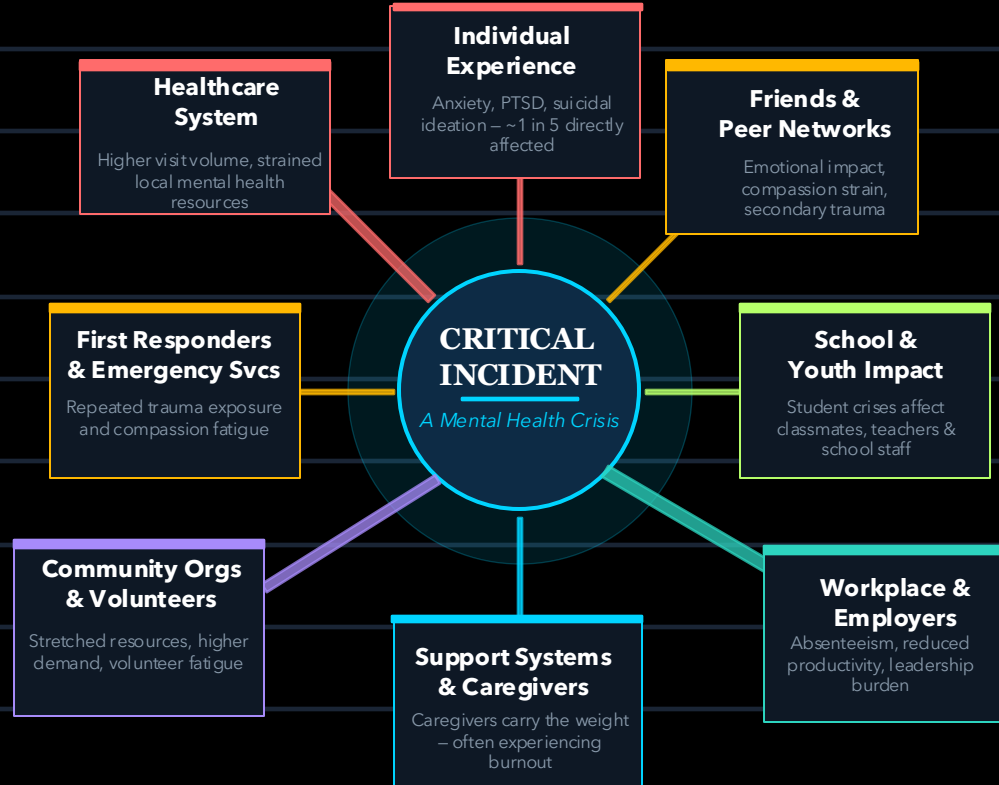 Individual
Experience
Anxiety, PTSD, suicidal
ideation – ~1 in 5 directly
affected
Healthcare
System
Higher visit volume, strained
local mental health
resources
Friends &
Peer Networks
Emotional impact,
compassion strain,
secondary trauma
First Responders
& Emergency Svcs
Repeated trauma exposure
and compassion fatigue
CRITICAL
INCIDENT
A Mental Health Crisis
School &
Youth Impact
Student crises affect
classmates, teachers &
school staff
Community Orgs
& Volunteers
Stretched resources, higher
demand, volunteer fatigue
Support Systems
& Caregivers
Caregivers carry the weight
– often experiencing
burnout
Workplace &
Employers
Absenteeism, reduced
productivity, leadership
burden